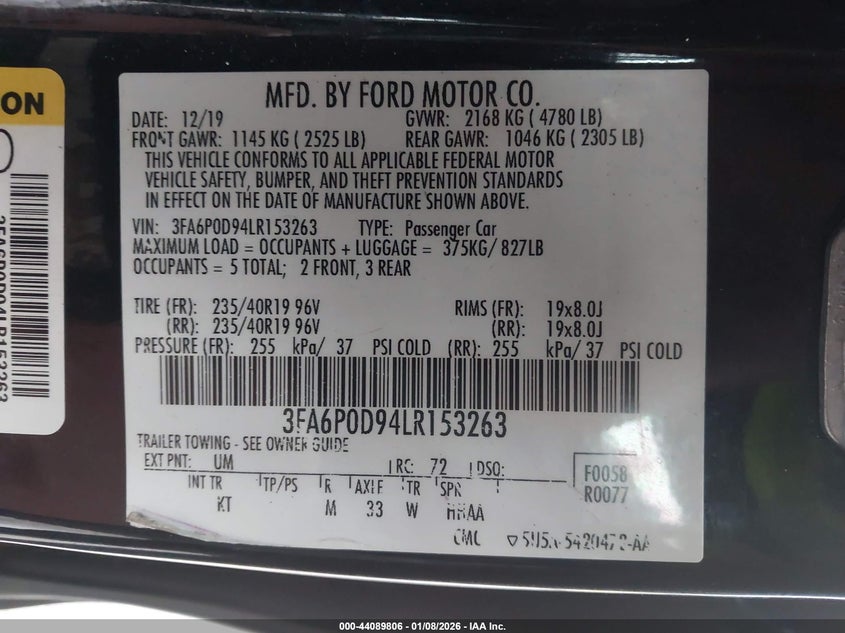 ION
3FA6P0D94LR153263
MFD. BY FORD MOTOR CO.
DATE: 12/19 GVWR: 2168 KG ( 4780 LB)
FRONT GAWR: 1145 KG ( 2525 LB) REAR GAWR: 1046 KG ( 2305 LB)
THIS VEHICLE CONFORMS TO ALL APPLICABLE FEDERAL MOTOR
VEHICLE SAFETY, BUMPER, AND THEFT PREVENTION STANDARDS
IN EFFECT ON THE DATE OF MANUFACTURE SHOWN ABOVE.
VIN: 3FA6P0D94LR153263 TYPE: Passenger Car
MAXIMUM LOAD = OCCUPANTS + LUGGAGE = 375KG/ 827LB
OCCUPANTS = 5 TOTAL; 2 FRONT, 3 REAR
TIRE (FR): 235/40R19 96V RIMS (FR): 19x8.0J
(RR): 235/40R19 96V (RR): 19x8.0J
PRESSURE (FR): 255 kPa/ 37 PSI COLD (RR): 255 kPa/ 37 PSI COLD
3FA6P0D94LR153263
TRAILER TOWING - SEE OWNER GUIDE
EXT PNT: UM RC: 72 DSO: F0058
INT TR TP/PS R AXLE TR SPR R0077
KT M 33 W HHAA
CMC
000-44089806 - 01/08/2026 - IAA Inc.